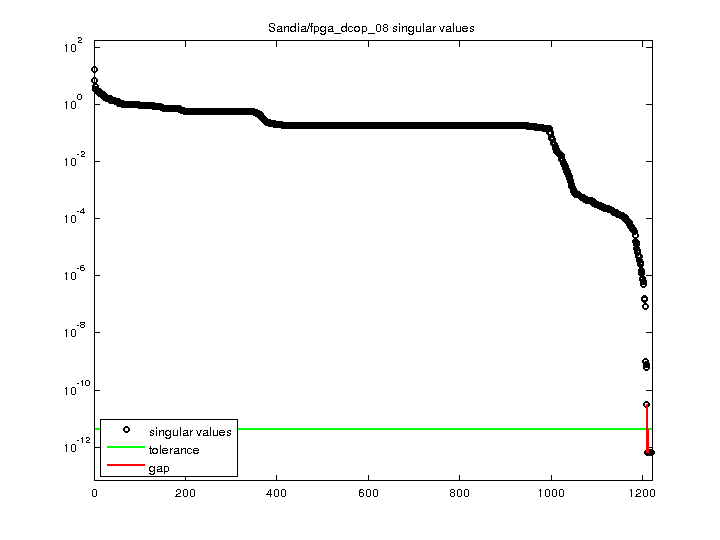 Sandia/fpga_dcop_08 singular values
10^2
10^0
10^-2
10^-4
10^-6
10^-8
10^-10
10^-12
singular values
tolerance
gap
0 200 400 600 800 1000 1200